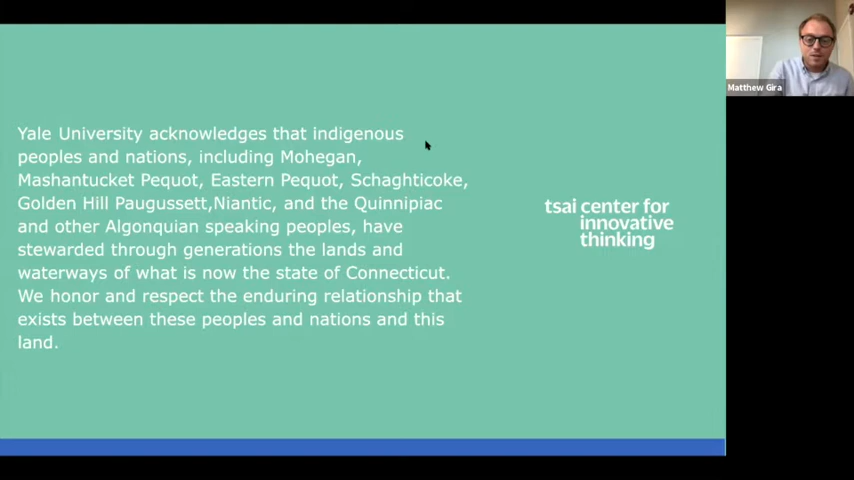 Yale University acknowledges that indigenous
peoples and nations, including Mohegan,
Mashantucket Pequot, Eastern Pequot, Schaghticoke,
Golden Hill Paugussett,Niantic, and the Quinnipiac
and other Algonquian speaking peoples, have
stewarded through generations the lands and
waterways of what is now the state of Connecticut.
We honor and respect the enduring relationship that
exists between these peoples and nations and this
land.
tsai center for
innovative
thinking
Matthew Gira